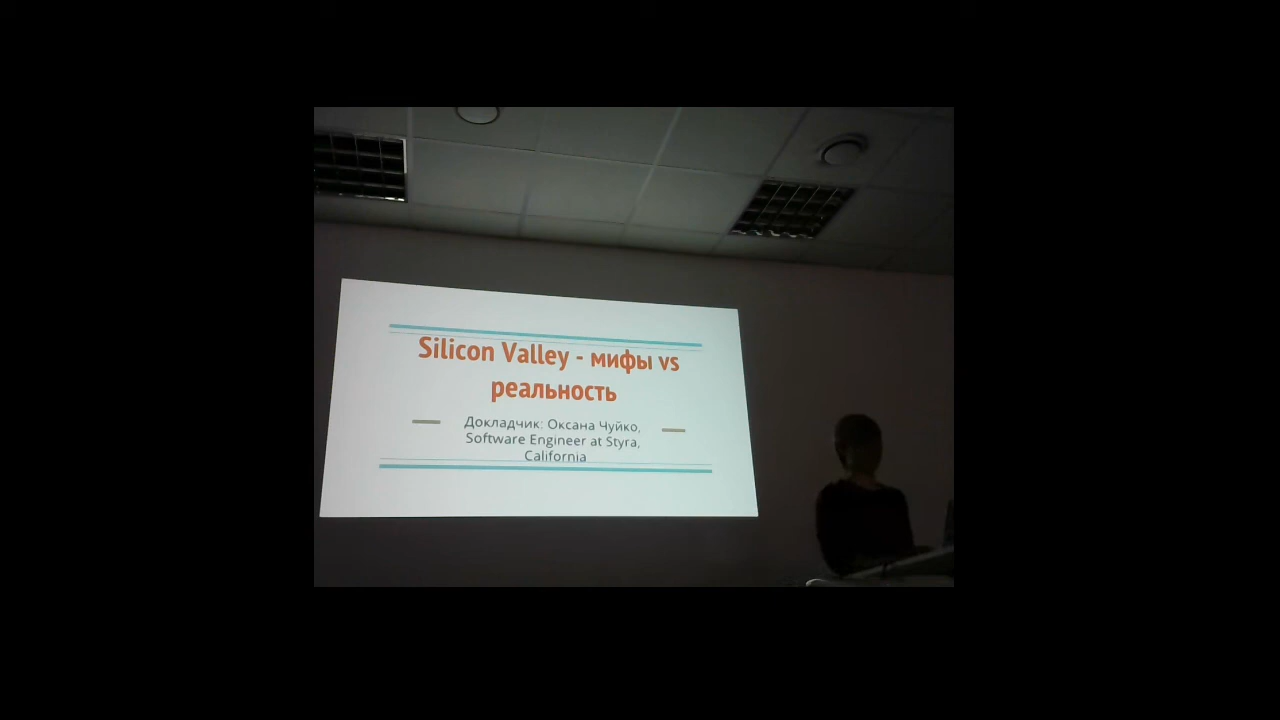 Silicon Valley - мифы vs
реальность
Докладчик: Оксана Чуйко,
Software Engineer at Styra,
California